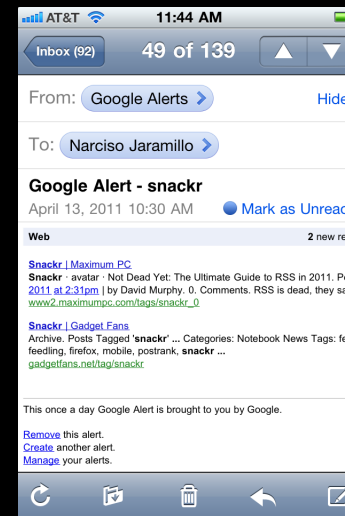 AT&T 11:44 AM
Inbox (92) 49 of 139
From: Google Alerts Hide
To: Narciso Jaramillo
Google Alert - snackr
April 13, 2011 10:30 AM Mark as Unread
Web 2 new re
Snackr | Maximum PC
Snackr · avatar · Not Dead Yet: The Ultimate Guide to RSS in 2011. Po
2011 at 2:31pm | by David Murphy. 0. Comments. RSS is dead, they sa
www2.maximumpc.com/tags/snackr_0
Snackr | Gadget Fans
Archive. Posts Tagged 'snackr' ... Categories: Notebook News Tags: fe
feedling, firefox, mobile, postrank, snackr ...
gadgetfans.net/tag/snackr
This once a day Google Alert is brought to you by Google.
Remove this alert.
Create another alert.
Manage your alerts.